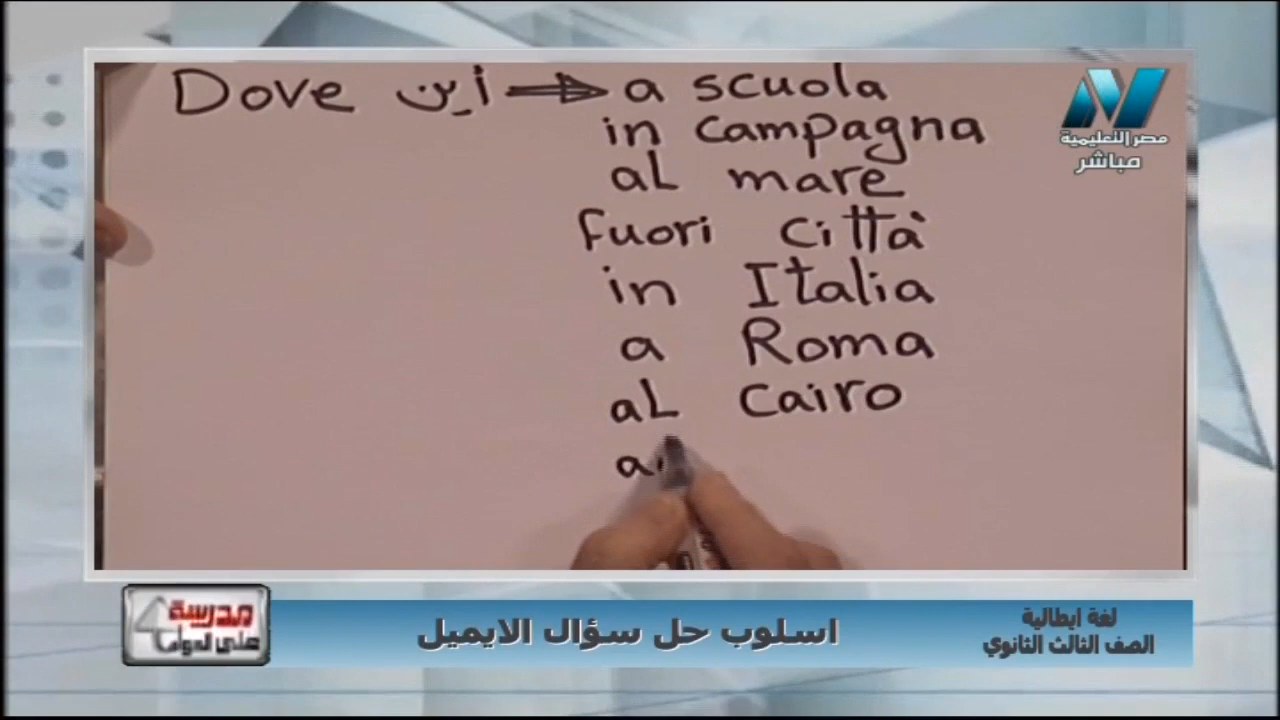 Dove أين ⇒ a scuola
in campagna
al mare
fuori città
in Italia
a Roma
al Cairo
a
مصر التعليمية
مباشر
مدرسة
على الهواء
4
اسلوب حل سؤال الايميل
لغة ايطالية
الصف الثالث الثانوي